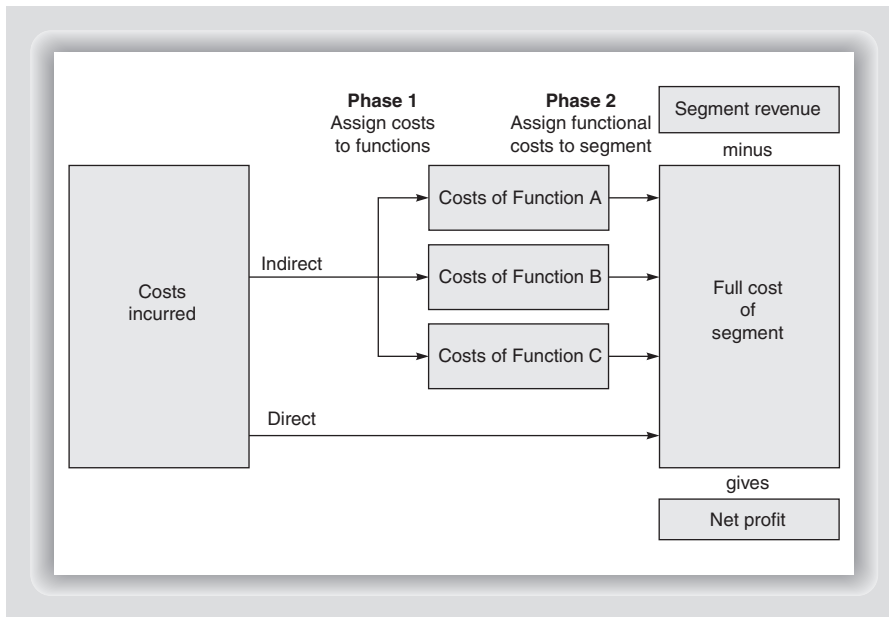 Phase 1
Assign costs
to functions
Phase 2
Assign functional
costs to segment
Segment revenue
minus
Costs
incurred
Indirect
Direct
Costs of Function A
Costs of Function B
Costs of Function C
Full cost
of
segment
gives
Net profit